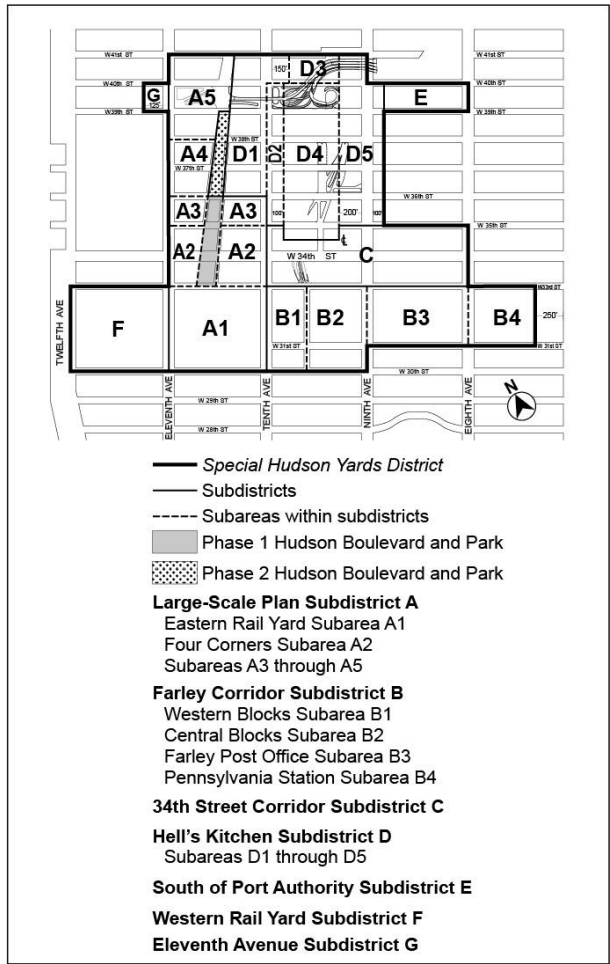 W 41st ST
W 41st ST
150'
D3
W 40th ST
W 40th ST
G
125'
A5
E
W 39th ST
W 39th ST
A4
D1
W 38th ST
D2
D4
D5
W 37th ST
A3
A3
100'
200'
100'
W 36th ST
W 35th ST
A2
A2
C
W 34th ST
W 33rd ST
TWELFTH AVE
F
A1
B1
B2
B3
B4
250'
W 31st ST
W 31st ST
W 30th ST
ELEVENTH AVE
TENTH AVE
NINTH AVE
EIGHTH AVE
N
W 29th ST
W 28th ST
Special Hudson Yards District
Subdistricts
Subareas within subdistricts
Phase 1 Hudson Boulevard and Park
Phase 2 Hudson Boulevard and Park
Large-Scale Plan Subdistrict A
Eastern Rail Yard Subarea A1
Four Corners Subarea A2
Subareas A3 through A5
Farley Corridor Subdistrict B
Western Blocks Subarea B1
Central Blocks Subarea B2
Farley Post Office Subarea B3
Pennsylvania Station Subarea B4
34th Street Corridor Subdistrict C
Hell's Kitchen Subdistrict D
Subareas D1 through D5
South of Port Authority Subdistrict E
Western Rail Yard Subdistrict F
Eleventh Avenue Subdistrict G